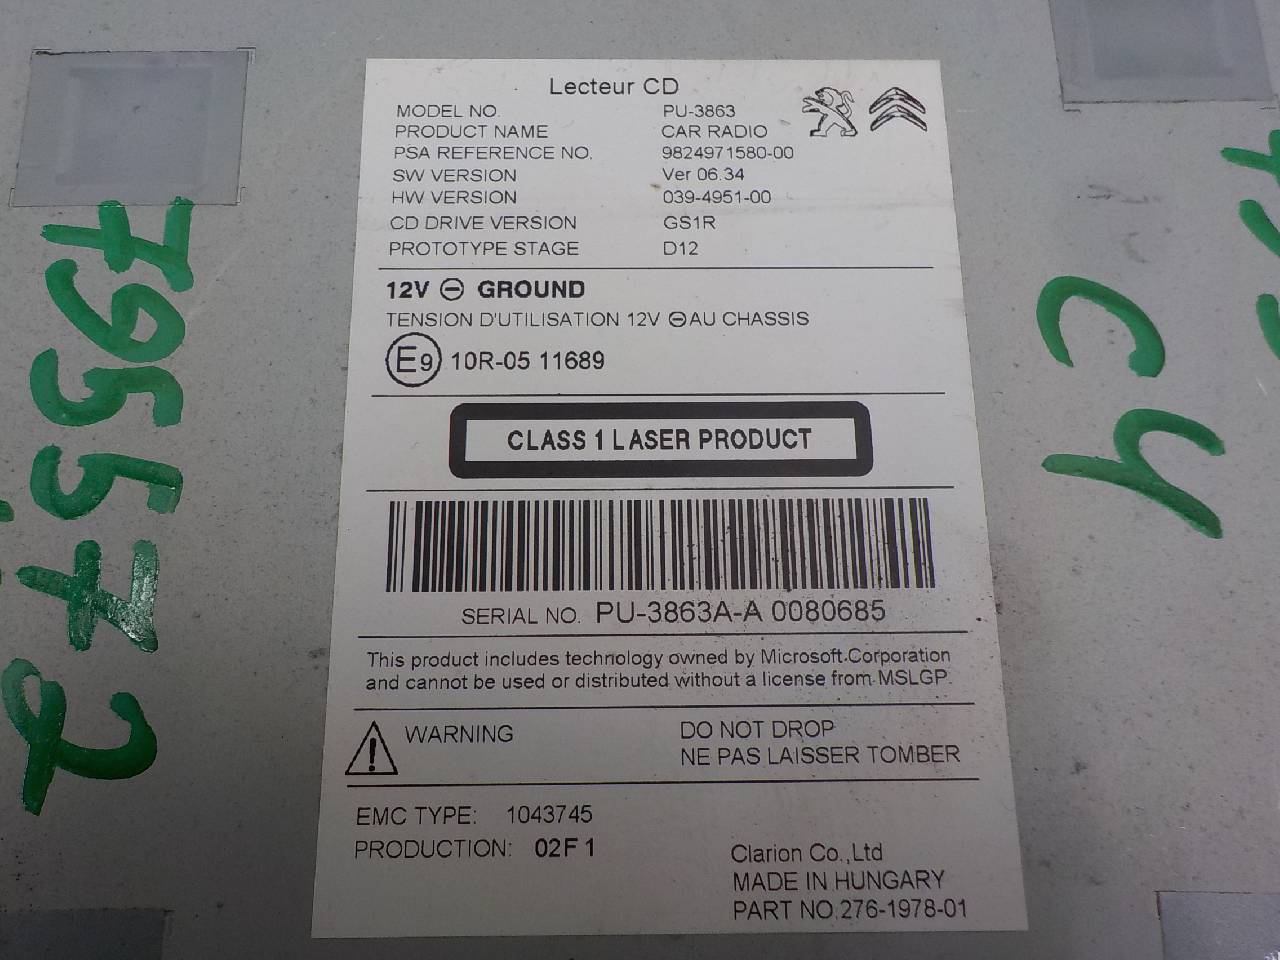 Lecteur CD
MODEL NO. PU-3863
PRODUCT NAME CAR RADIO
PSA REFERENCE NO. 9824971580-00
SW VERSION Ver 06.34
HW VERSION 039-4951-00
CD DRIVE VERSION GS1R
PROTOTYPE STAGE D12
12V ⊖ GROUND
TENSION D'UTILISATION 12V ⊖ AU CHASSIS
E9 10R-05 11689
CLASS 1 LASER PRODUCT
SERIAL NO. PU-3863A-A 0080685
This product includes technology owned by Microsoft Corporation
and cannot be used or distributed without a license from MSLGP.
WARNING DO NOT DROP
NE PAS LAISSER TOMBER
EMC TYPE: 1043745
PRODUCTION: 02F1
Clarion Co.,Ltd
MADE IN HUNGARY
PART NO.276-1978-01
795572
C4